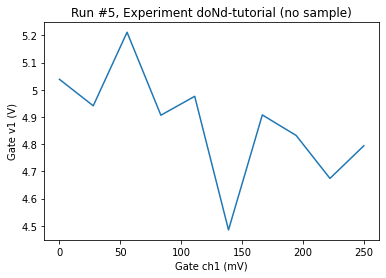 Run #5, Experiment doNd-tutorial (no sample)
5.2
5.1
5
4.9
4.8
4.7
4.6
4.5
Gate v1 (V)
0 50 100 150 200 250
Gate ch1 (mV)